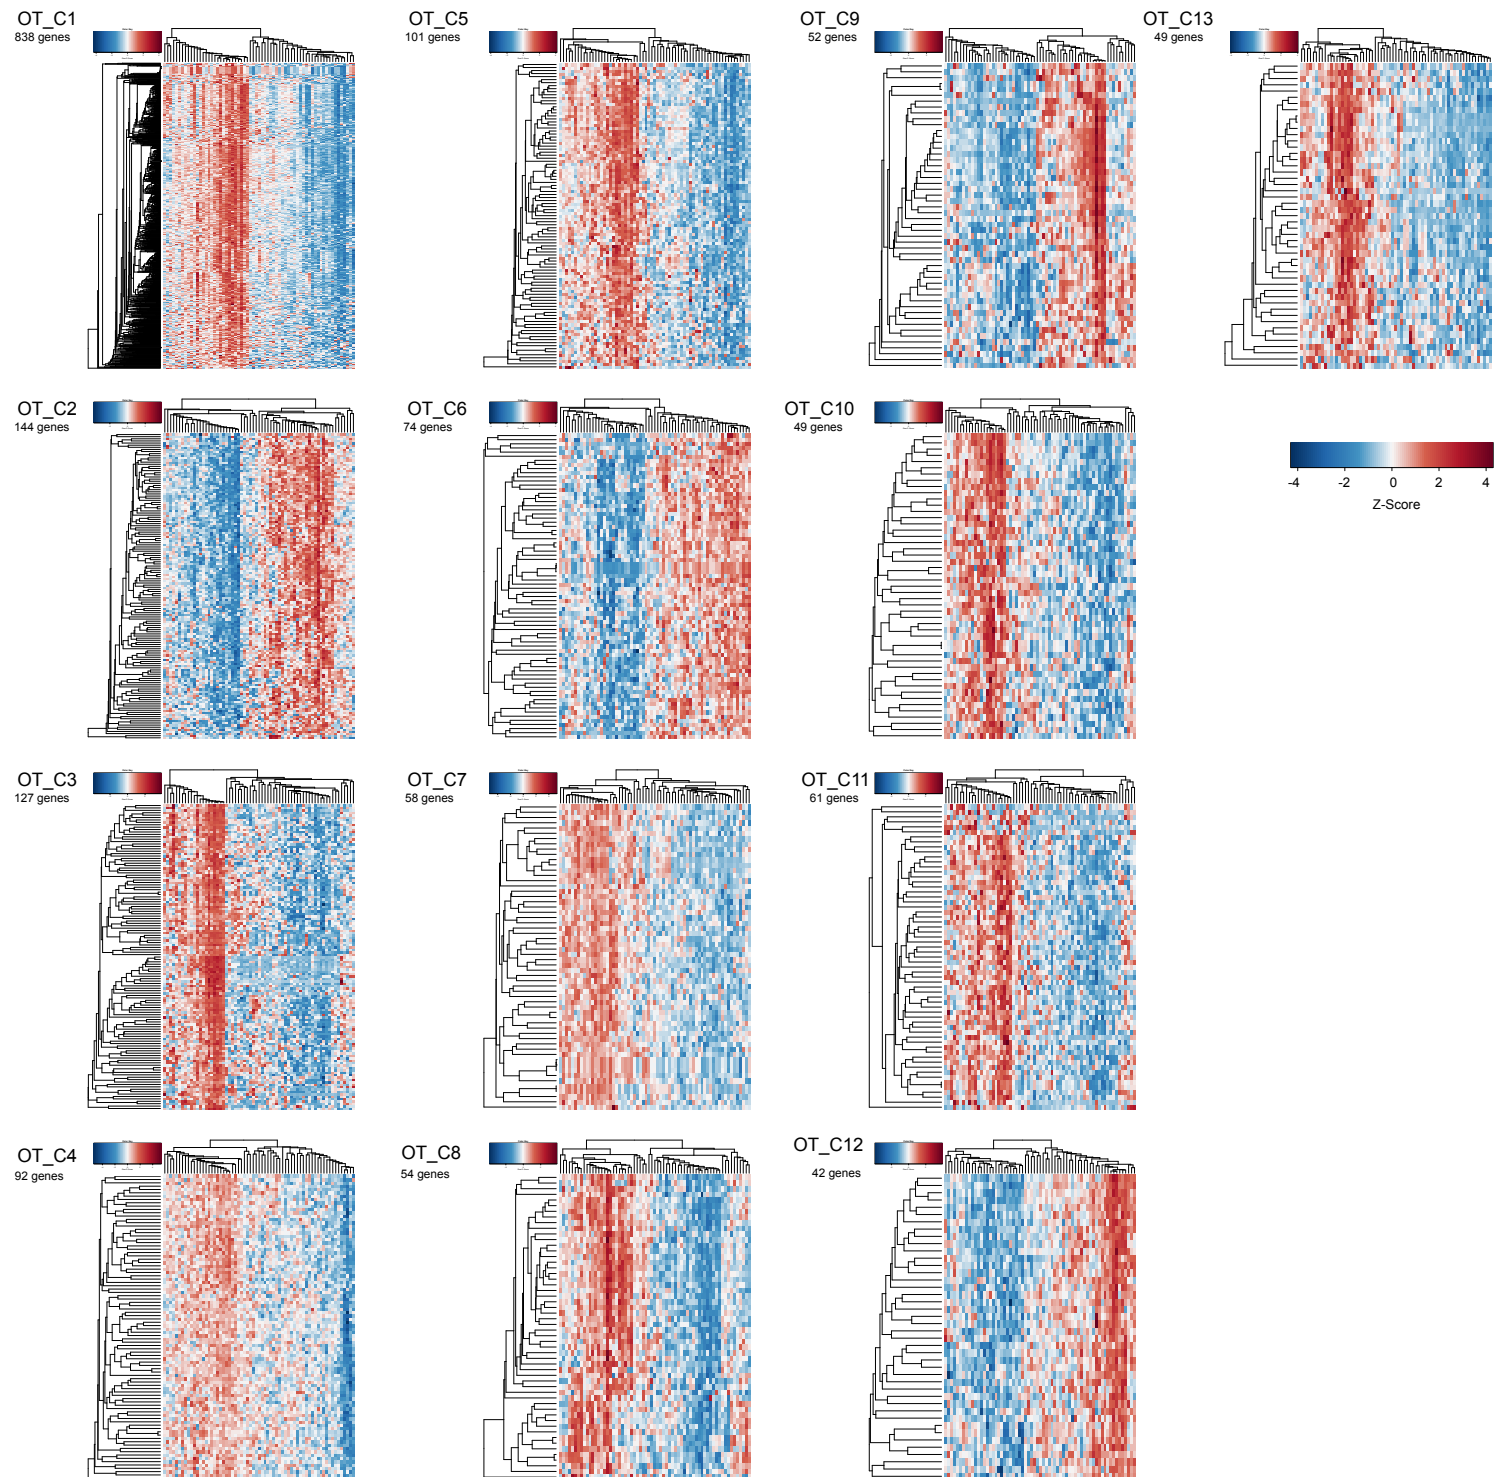 OT_C1
838 genes
OT_C5
101 genes
OT_C9
52 genes
OT_C13
49 genes
OT_C2
144 genes
OT_C6
74 genes
OT_C10
49 genes
-4 -2 0 2 4
Z-Score
OT_C3
127 genes
OT_C7
58 genes
OT_C11
61 genes
OT_C4
92 genes
OT_C8
54 genes
OT_C12
42 genes